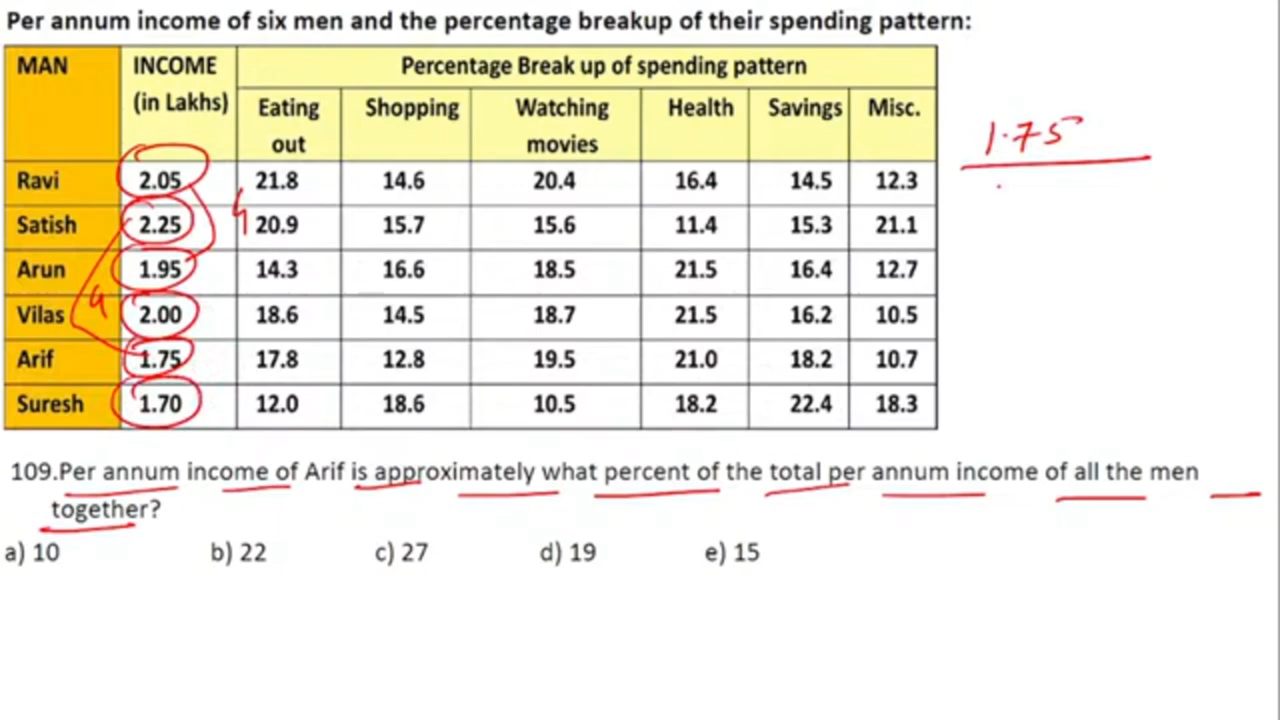 Per annum income of six men and the percentage breakup of their spending pattern:
MAN INCOME (in Lakhs) Percentage Break up of spending pattern
Eating out Shopping Watching movies Health Savings Misc.
1.75
Ravi 2.05 21.8 14.6 20.4 16.4 14.5 12.3
4
Satish 2.25 20.9 15.7 15.6 11.4 15.3 21.1
Arun 1.95 14.3 16.6 18.5 21.5 16.4 12.7
4
Vilas 2.00 18.6 14.5 18.7 21.5 16.2 10.5
Arif 1.75 17.8 12.8 19.5 21.0 18.2 10.7
Suresh 1.70 12.0 18.6 10.5 18.2 22.4 18.3
109.Per annum income of Arif is approximately what percent of the total per annum income of all the men
together?
a) 10 b) 22 c) 27 d) 19 e) 15